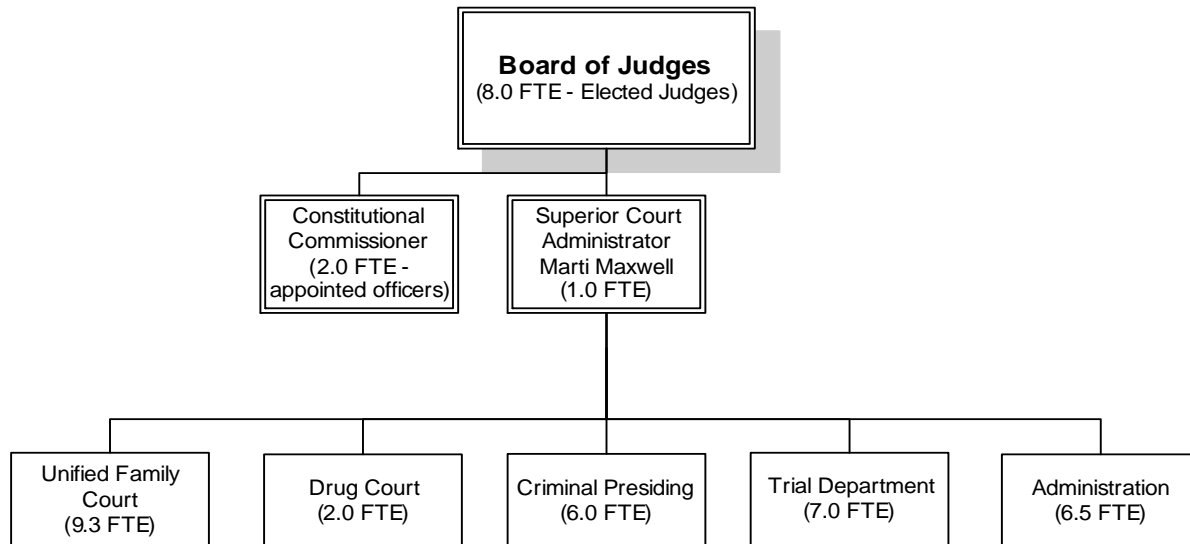 Board of Judges
(8.0 FTE - Elected Judges)
Constitutional
Commissioner
(2.0 FTE -
appointed officers)
Superior Court
Administrator
Marti Maxwell
(1.0 FTE)
Unified Family
Court
(9.3 FTE)
Drug Court
(2.0 FTE)
Criminal Presiding
(6.0 FTE)
Trial Department
(7.0 FTE)
Administration
(6.5 FTE)